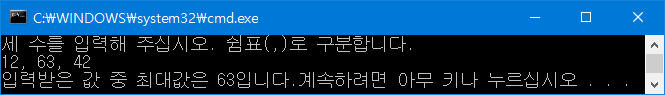 C:₩WINDOWS₩system32₩cmd.exe
세 수를 입력해 주십시오. 쉼표(,)로 구분합니다.
12, 63, 42
입력받은 값 중 최대값은 63입니다.계속하려면 아무 키나 누르십시오 . . .